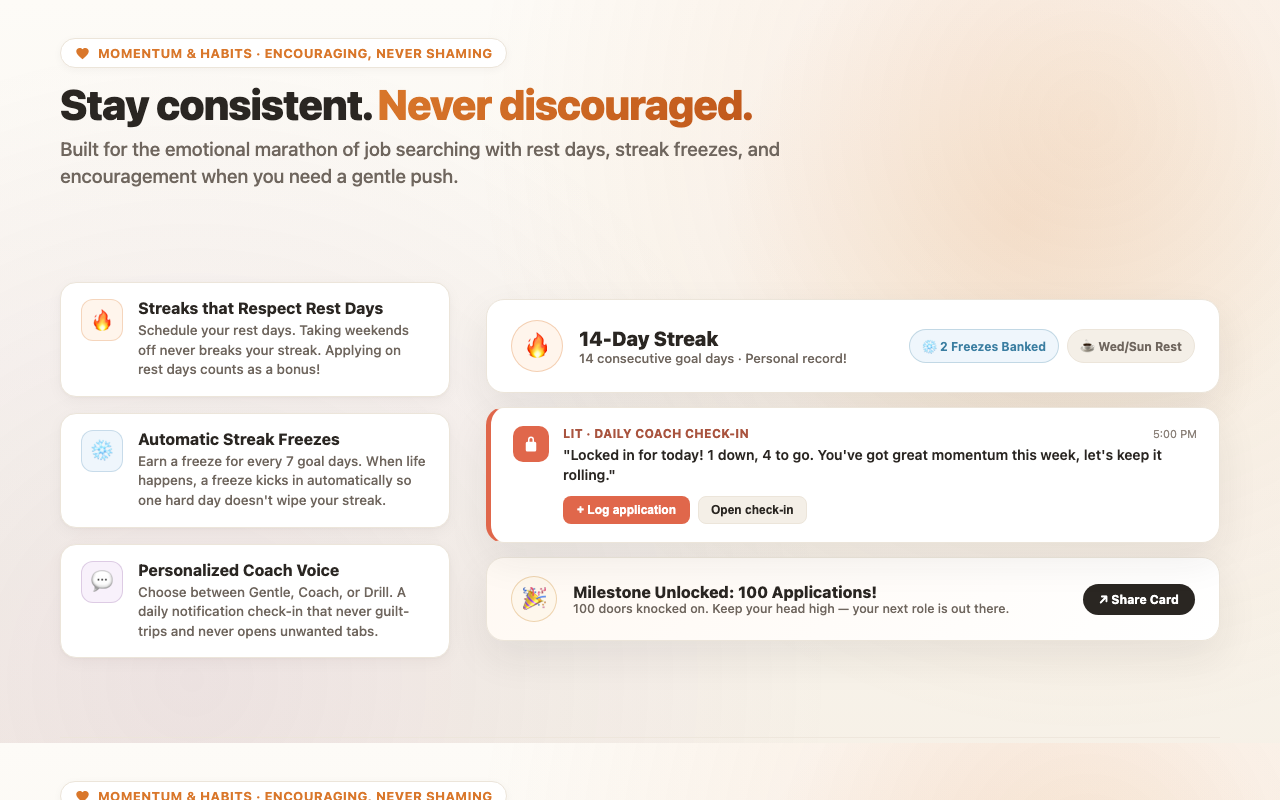 MOMENTUM & HABITS · ENCOURAGING, NEVER SHAMING
Stay consistent. Never discouraged.
Built for the emotional marathon of job searching with rest days, streak freezes, and
encouragement when you need a gentle push.
Streaks that Respect Rest Days
Schedule your rest days. Taking weekends
off never breaks your streak. Applying on
rest days counts as a bonus!
Automatic Streak Freezes
Earn a freeze for every 7 goal days. When life
happens, a freeze kicks in automatically so
one hard day doesn't wipe your streak.
Personalized Coach Voice
Choose between Gentle, Coach, or Drill. A
daily notification check-in that never guilt-
trips and never opens unwanted tabs.
14-Day Streak
14 consecutive goal days · Personal record!
2 Freezes Banked
Wed/Sun Rest
LIT · DAILY COACH CHECK-IN
5:00 PM
"Locked in for today! 1 down, 4 to go. You've got great momentum this week, let's keep it
rolling."
+ Log application
Open check-in
Milestone Unlocked: 100 Applications!
100 doors knocked on. Keep your head high — your next role is out there.
↗ Share Card
MOMENTUM & HABITS · ENCOURAGING, NEVER SHAMING